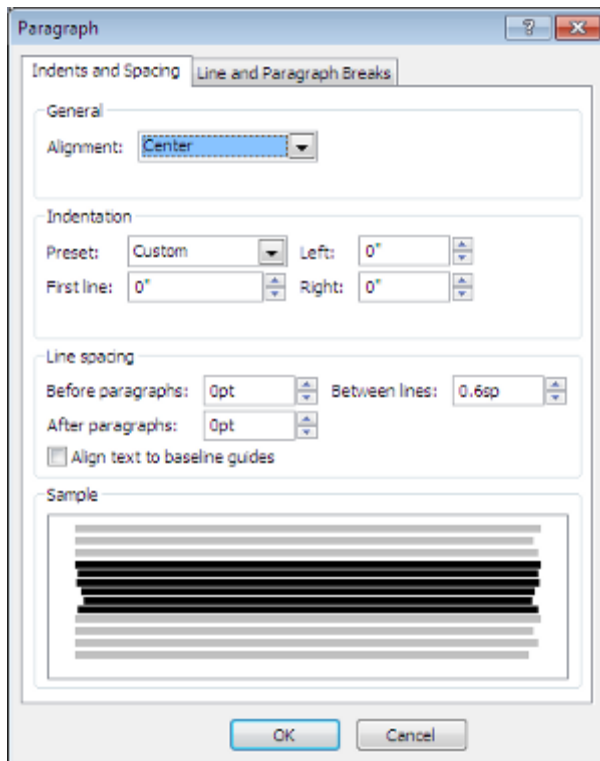 Paragraph
Indents and Spacing Line and Paragraph Breaks
General
Alignment: Center
Indentation
Preset: Custom Left: 0"
First line: 0" Right: 0"
Line spacing
Before paragraphs: 0pt Between lines: 0.6sp
After paragraphs: 0pt
Align text to baseline guides
Sample
OK Cancel